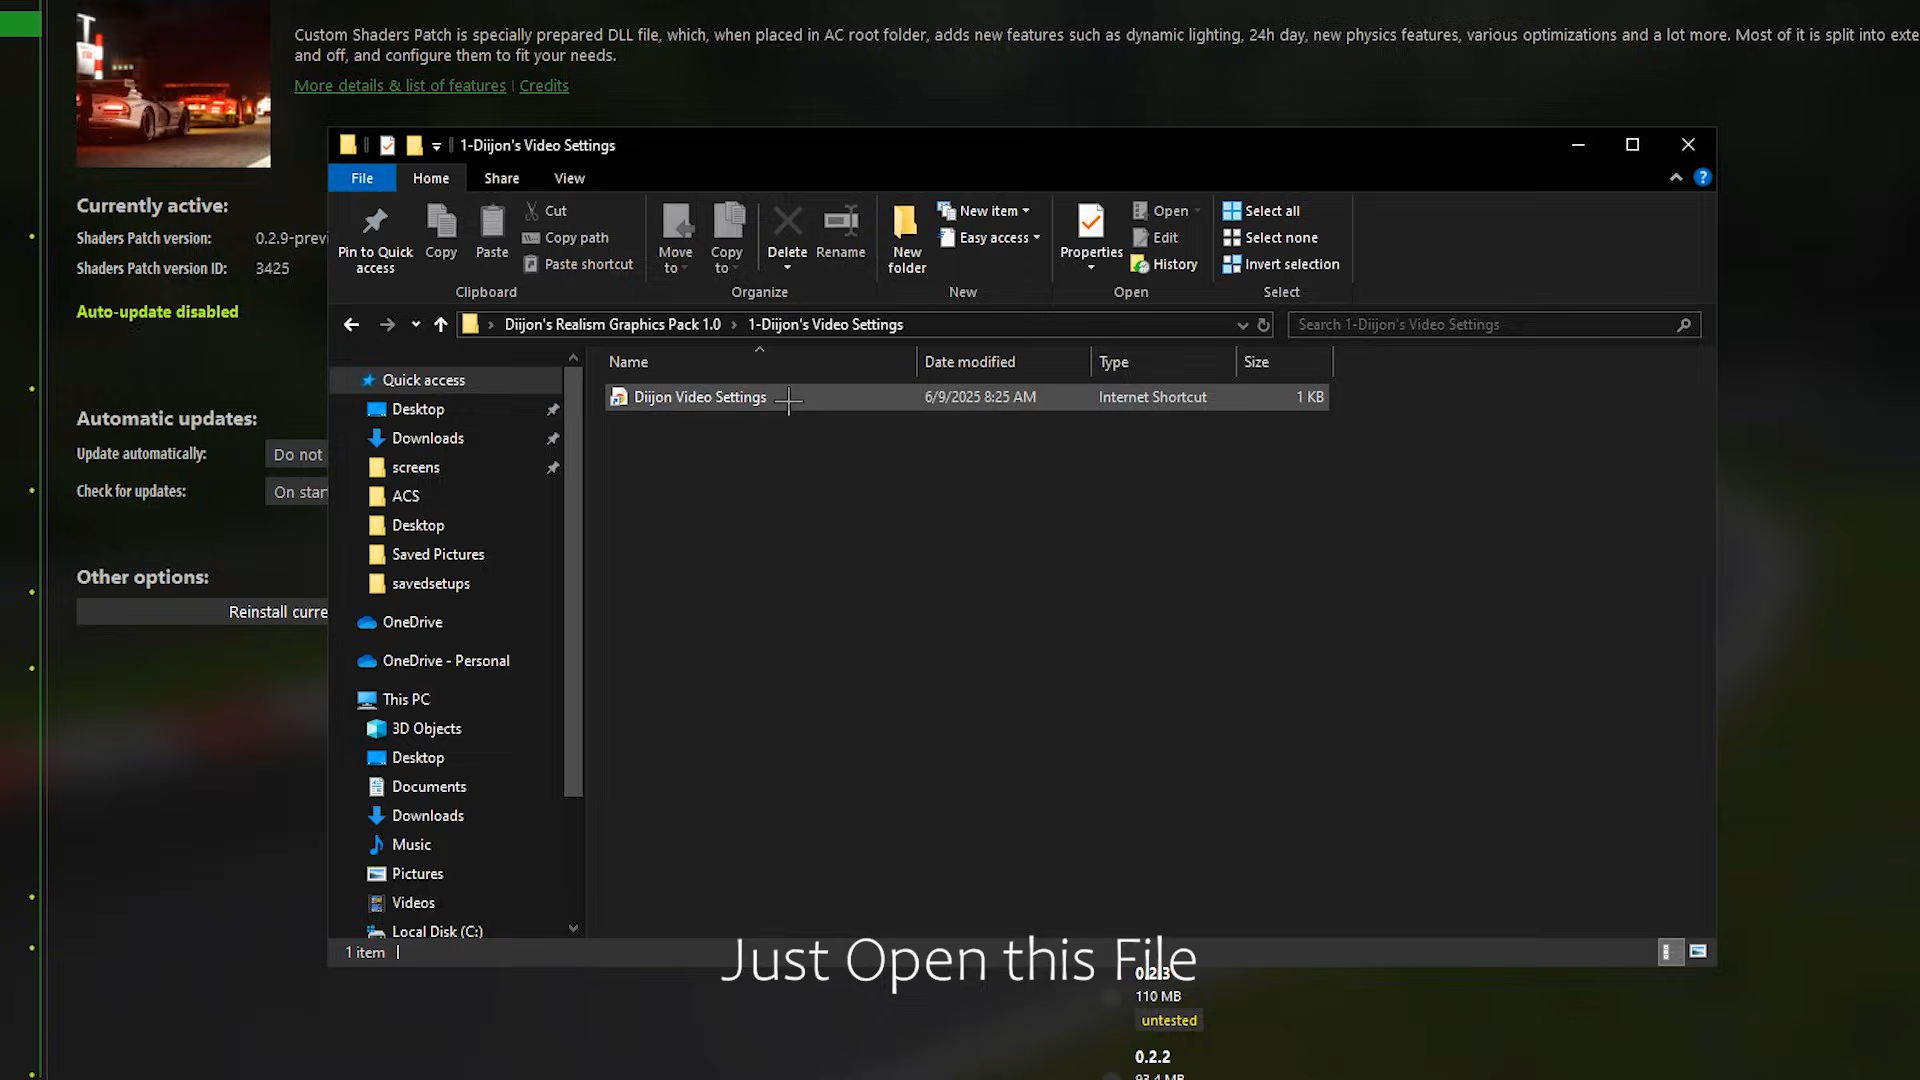 Custom Shaders Patch is specially prepared DLL file, which, when placed in AC root folder, adds new features such as dynamic lighting, 24h day, new physics features, various optimizations and a lot more. Most of it is split into exte
and off, and configure them to fit your needs.
More details & list of features | Credits
Currently active:
Shaders Patch version: 0.2.9-previ
Shaders Patch version ID: 3425
Auto-update disabled
Automatic updates:
Update automatically: Do not
Check for updates: On star
Other options:
Reinstall curre
1-Diijon's Video Settings
File Home Share View
Pin to Quick access
Copy
Paste
Cut
Copy path
Paste shortcut
Clipboard
Move to
Copy to
Delete
Rename
Organize
New folder
New item
Easy access
New
Properties
Open
Edit
History
Open
Select all
Select none
Invert selection
Select
Diijon's Realism Graphics Pack 1.0 › 1-Diijon's Video Settings
Search 1-Diijon's Video Settings
Name Date modified Type Size
Diijon Video Settings 6/9/2025 8:25 AM Internet Shortcut 1 KB
Quick access
Desktop
Downloads
screens
ACS
Desktop
Saved Pictures
savedsetups
OneDrive
OneDrive - Personal
This PC
3D Objects
Desktop
Documents
Downloads
Music
Pictures
Videos
Local Disk (C:)
1 item
Just Open this File
0.2.3
110 MB
untested
0.2.2
93.4 MB